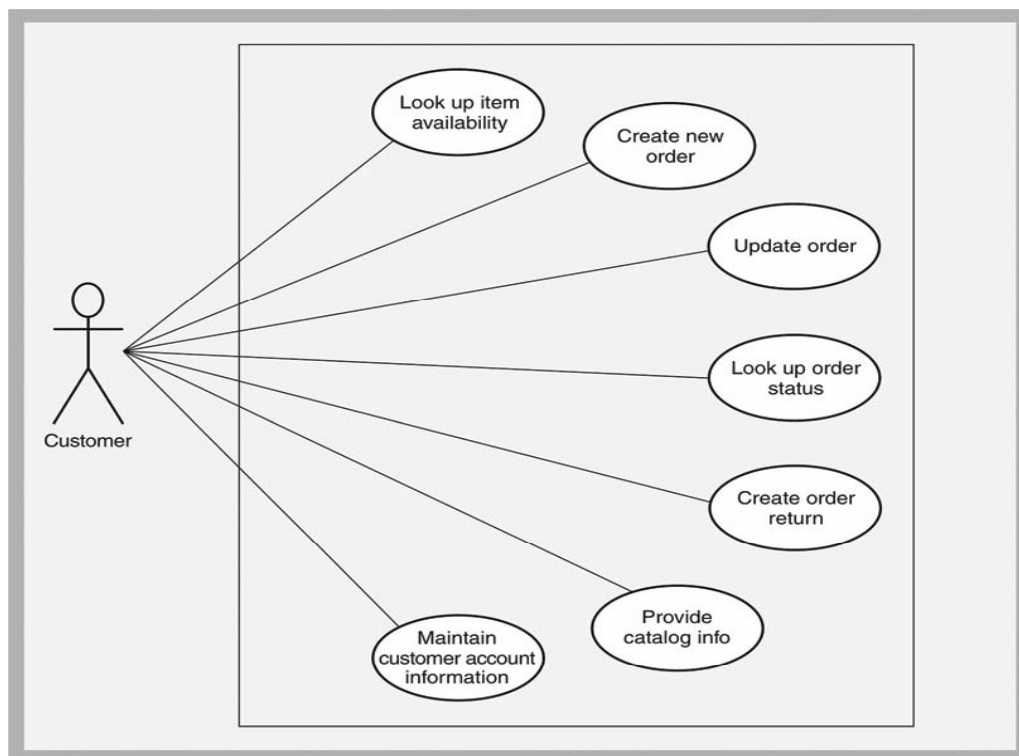 Look up item
availability
Create new
order
Update order
Look up order
status
Customer
Create order
return
Provide
catalog info
Maintain
customer account
information